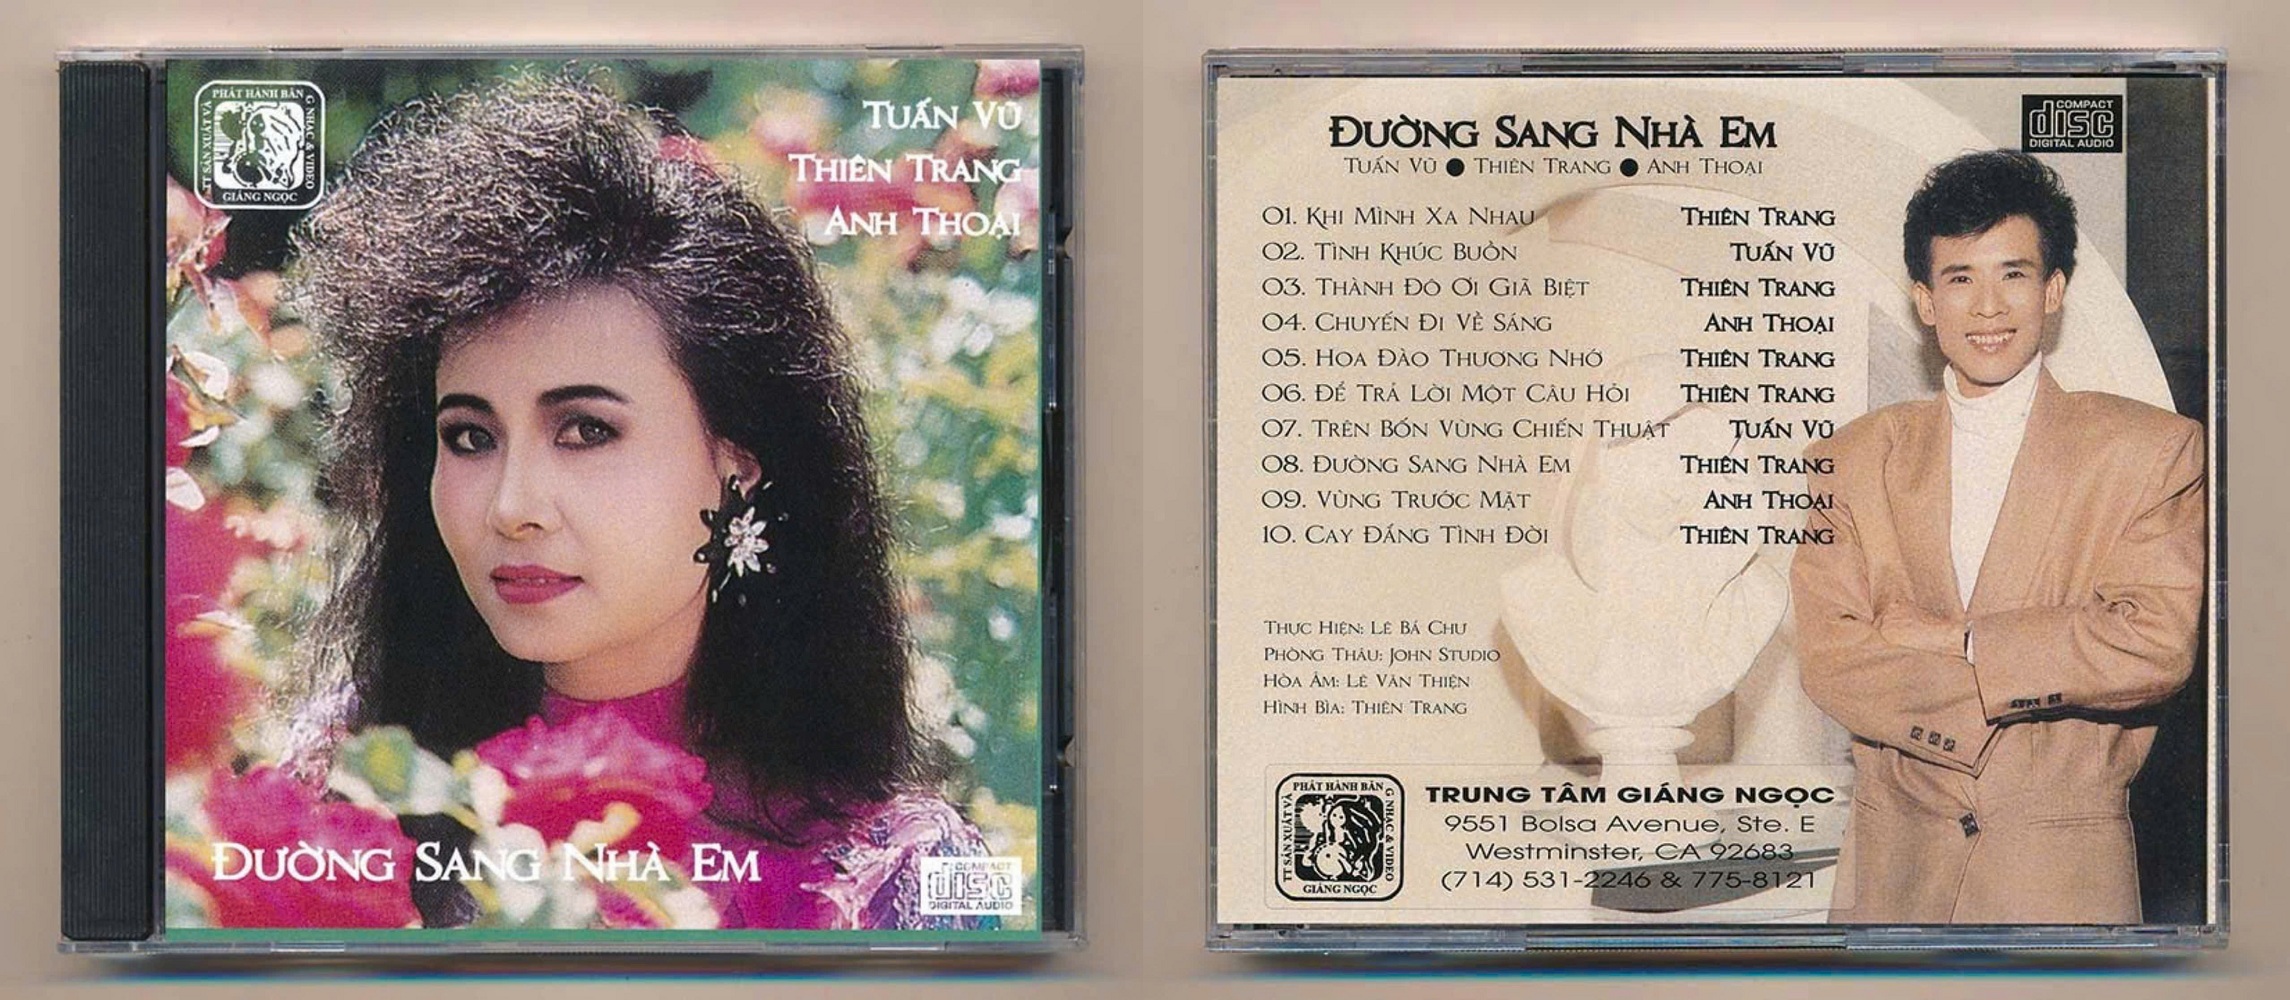 PHÁT HÀNH BĂN
G NHẠC & VIDEO
TT SẢN XUẤT VÀ
GIÁNG NGỌC
TUẤN VŨ
THIÊN TRANG
ANH THOẠI
ĐƯỜNG SANG NHÀ EM
COMPACT
disc
DIGITAL AUDIO
ĐƯỜNG SANG NHÀ EM
TUẤN VŨ ● THIÊN TRANG ● ANH THOẠI
COMPACT
disc
DIGITAL AUDIO
01. KHI MÌNH XA NHAU THIÊN TRANG
02. TÌNH KHÚC BUỒN TUẤN VŨ
03. THÀNH ĐÔ ƠI GIÃ BIỆT THIÊN TRANG
04. CHUYẾN ĐI VỀ SÁNG ANH THOẠI
05. HOA ĐÀO THƯƠNG NHỚ THIÊN TRANG
06. ĐỂ TRẢ LỜI MỘT CÂU HỎI THIÊN TRANG
07. TRÊN BỐN VÙNG CHIẾN THUẬT TUẤN VŨ
08. ĐƯỜNG SANG NHÀ EM THIÊN TRANG
09. VÙNG TRƯỚC MẶT ANH THOẠI
10. CAY ĐẮNG TÌNH ĐỜI THIÊN TRANG
THỰC HIỆN: LÊ BÁ CHƯ
PHÒNG THÂU: JOHN STUDIO
HÒA ÂM: LÊ VĂN THIỆN
HÌNH BÌA: THIÊN TRANG
PHÁT HÀNH BĂN
G NHẠC & VIDEO
TT SẢN XUẤT VÀ
GIÁNG NGỌC
TRUNG TÂM GIÁNG NGỌC
9551 Bolsa Avenue, Ste. E
Westminster, CA 92683
(714) 531-2246 & 775-8121